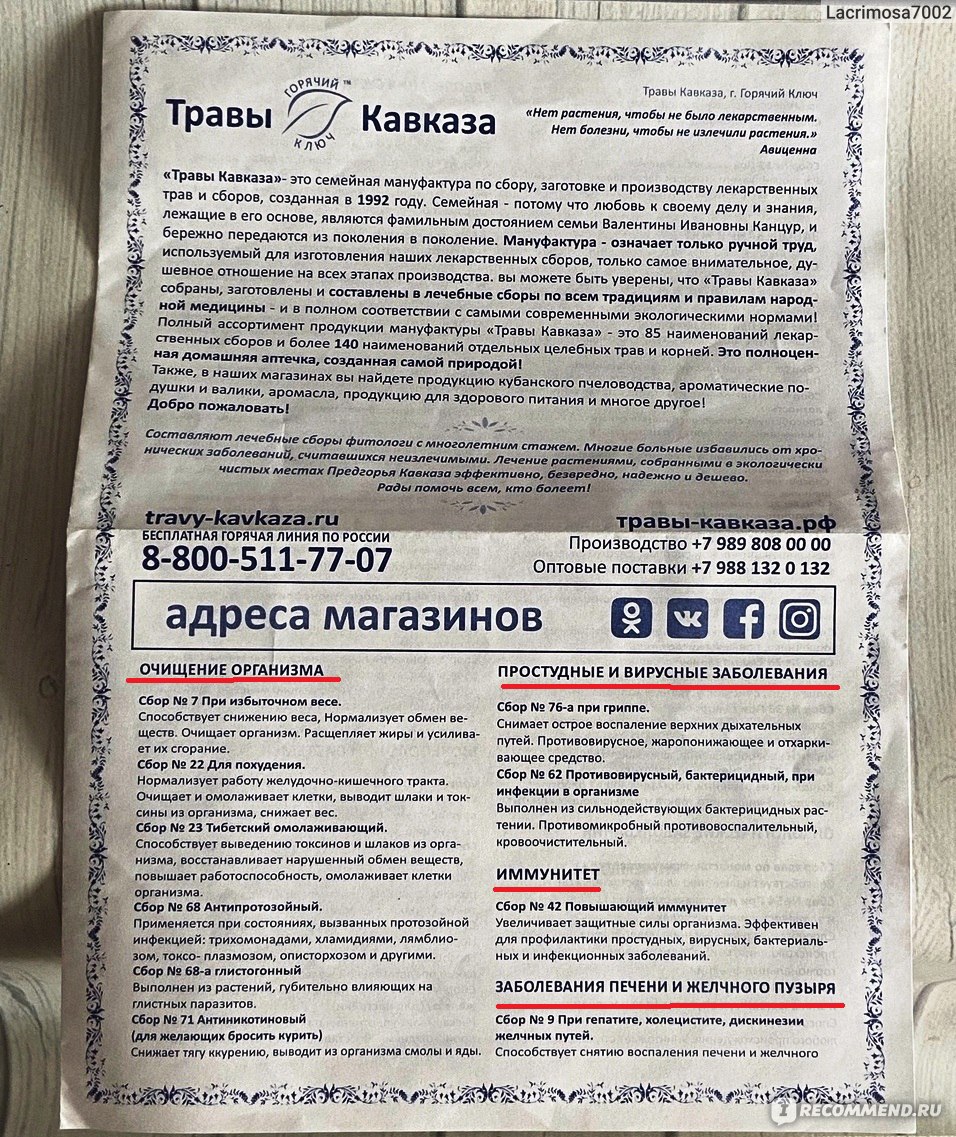 Lacrimosa7002
Травы
ГОРЯЧИЙ
™
КЛЮЧ
Кавказа
Травы Кавказа, г. Горячий Ключ
«Нет растения, чтобы не было лекарственным.
Нет болезни, чтобы не излечили растения.»
Авиценна
«Травы Кавказа»- это семейная мануфактура по сбору, заготовке и производству лекарственных
трав и сборов, созданная в 1992 году. Семейная - потому что любовь к своему делу и знания,
лежащие в его основе, являются фамильным достоянием семьи Валентины Ивановны Канцур, и
бережно передаются из поколения в поколение. Мануфактура - означает только ручной труд,
используемый для изготовления наших лекарственных сборов, только самое внимательное, ду-
шевное отношение на всех этапах производства. вы можете быть уверены, что «Травы Кавказа»
собраны, заготовлены и составлены в лечебные сборы по всем традициям и правилам народ-
ной медицины - и в полном соответствии с самыми современными экологическими нормами!
Полный ассортимент продукции мануфактуры «Травы Кавказа» - это 85 наименований лекар-
ственных сборов и более 140 наименований отдельных целебных трав и корней. Это полноцен-
ная домашняя аптечка, созданная самой природой!
Также, в наших магазинах вы найдете продукцию кубанского пчеловодства, ароматические по-
душки и валики, аромасла, продукцию для здорового питания и многое другое!
Добро пожаловать!
Составляют лечебные сборы фитологи с многолетним стажем. Многие больные избавились от хро-
нических заболеваний, считавшихся неизлечимыми. Лечение растениями, собранными в экологически
чистых местах Предгорья Кавказа эффективно, безвредно, надежно и дешево.
Рады помочь всем, кто болеет!
travy-kavkaza.ru
БЕСПЛАТНАЯ ГОРЯЧАЯ ЛИНИЯ ПО РОССИИ
8-800-511-77-07
травы-кавказа.рф
Производство +7 989 808 00 00
Оптовые поставки +7 988 132 0 132
адреса магазинов
ОЧИЩЕНИЕ ОРГАНИЗМА
Сбор № 7 При избыточном весе.
Способствует снижению веса, Нормализует обмен ве-
ществ. Очищает организм. Расщепляет жиры и усилива-
ет их сгорание.
Сбор № 22 Для похудения.
Нормализует работу желудочно-кишечного тракта.
Очищает и омолаживает клетки, выводит шлаки и ток-
сины из организма, снижает вес.
Сбор № 23 Тибетский омолаживающий.
Способствует выведению токсинов и шлаков из орга-
низма, восстанавливает нарушенный обмен веществ,
повышает работоспособность, омолаживает клетки
организма.
Сбор № 68 Антипротозойный.
Применяется при состояниях, вызванных протозойной
инфекцией: трихомонадами, хламидиями, лямблио-
зом, токсо- плазмозом, описторхозом и другими.
Сбор № 68-а глистогонный
Выполнен из растений, губительно влияющих на
глистных паразитов.
Сбор № 71 Антиникотиновый
(для желающих бросить курить)
Снижает тягу ккурению, выводит из организма смолы и яды.
ПРОСТУДНЫЕ И ВИРУСНЫЕ ЗАБОЛЕВАНИЯ
Сбор № 76-а при гриппе.
Снимает острое воспаление верхних дыхательных
путей. Противовирусное, жаропонижающее и отхарки-
вающее средство.
Сбор № 62 Противовирусный, бактерицидный, при
инфекции в организме
Выполнен из сильнодействующих бактерицидных рас-
тении. Противомикробный противовоспалительный,
кровоочистительный.
ИММУНИТЕТ
Сбор № 42 Повышающий иммунитет
Увеличивает защитные силы организма. Эффективен
для профилактики простудных, вирусных, бактериаль-
ных и инфекционных заболеваний.
ЗАБОЛЕВАНИЯ ПЕЧЕНИ И ЖЕЛЧНОГО ПУЗЫРЯ
Сбор № 9 При гепатите, холецистите, дискинезии
желчных путей.
Способствует снятию воспаления печени и желчного
RECOMMEND.RU